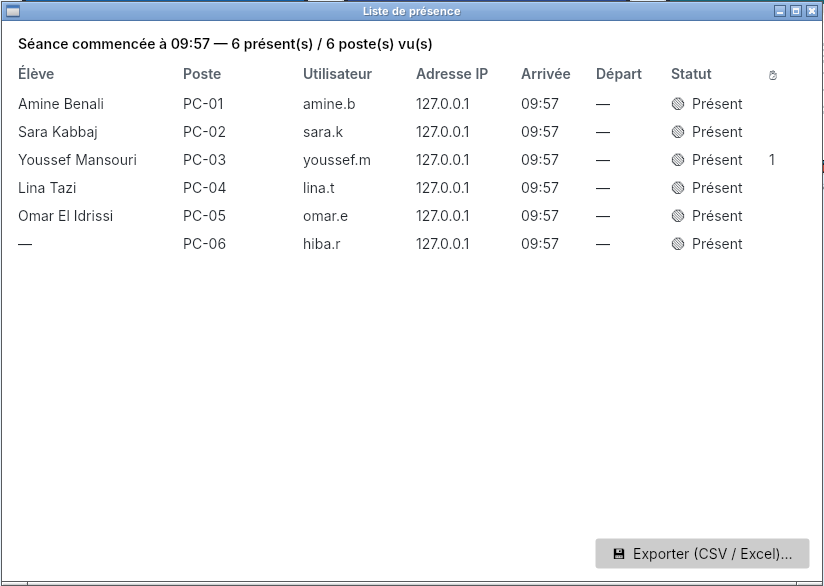 Liste de présence
Séance commencée à 09:57 — 6 présent(s) / 6 poste(s) vu(s)
Élève Poste Utilisateur Adresse IP Arrivée Départ Statut ✋
Amine Benali PC-01 amine.b 127.0.0.1 09:57 — Présent
Sara Kabbaj PC-02 sara.k 127.0.0.1 09:57 — Présent
Youssef Mansouri PC-03 youssef.m 127.0.0.1 09:57 — Présent 1
Lina Tazi PC-04 lina.t 127.0.0.1 09:57 — Présent
Omar El Idrissi PC-05 omar.e 127.0.0.1 09:57 — Présent
— PC-06 hiba.r 127.0.0.1 09:57 — Présent
Exporter (CSV / Excel)...